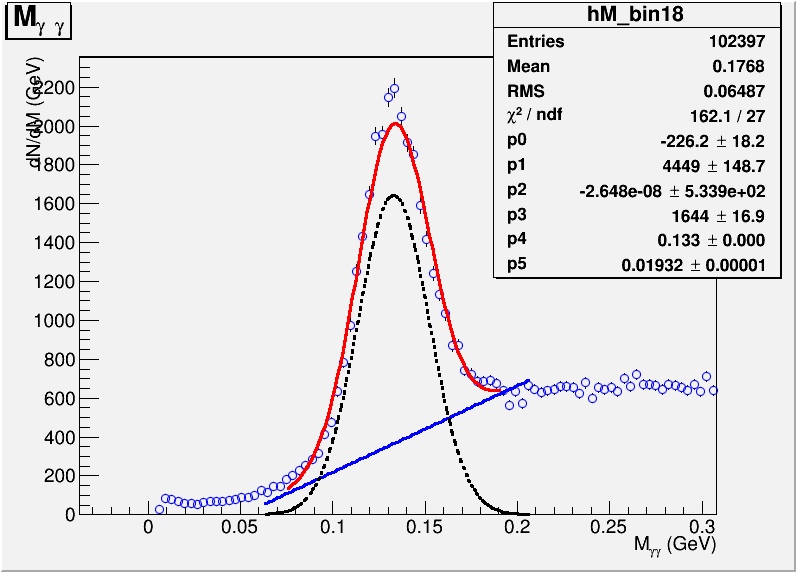 Mγ γ
hM_bin18
Entries 102397
Mean 0.1768
RMS 0.06487
χ² / ndf 162.1 / 27
p0 -226.2 ± 18.2
p1 4449 ± 148.7
p2 -2.648e-08 ± 5.339e+02
p3 1644 ± 16.9
p4 0.133 ± 0.000
p5 0.01932 ± 0.00001
dN/dM (GeV)
2200
2000
1800
1600
1400
1200
1000
800
600
400
200
0
0 0.05 0.1 0.15 0.2 0.25 0.3
Mγγ (GeV)